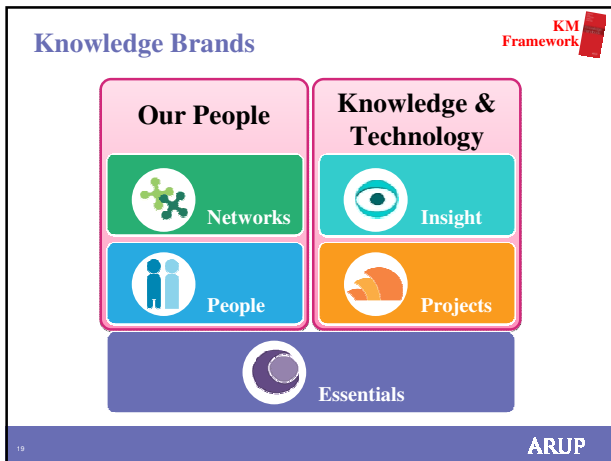 Knowledge Brands
KM
Framework
Our People
Knowledge &
Technology
Networks
Insight
People
Projects
Essentials
19
ARUP